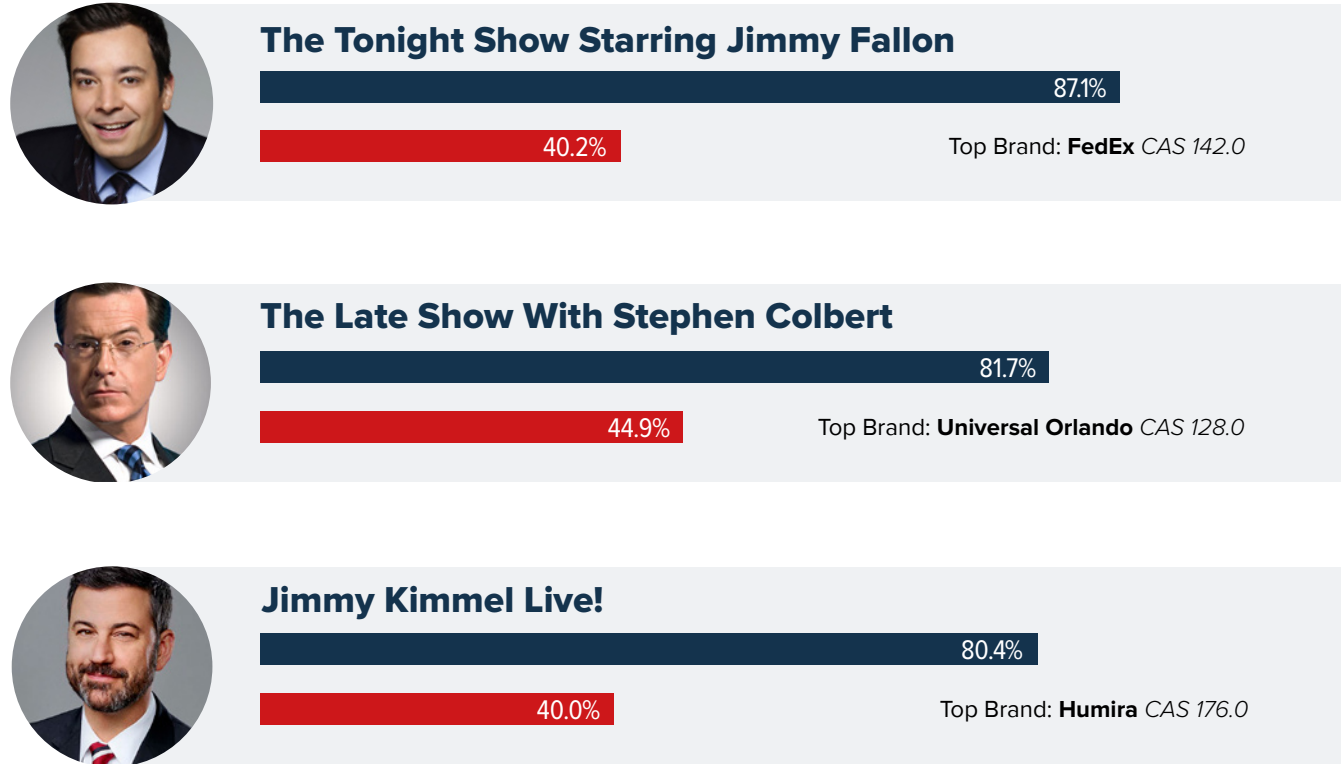 The Tonight Show Starring Jimmy Fallon
87.1%
40.2%
Top Brand: FedEx CAS 142.0
The Late Show With Stephen Colbert
81.7%
44.9%
Top Brand: Universal Orlando CAS 128.0
Jimmy Kimmel Live!
80.4%
40.0%
Top Brand: Humira CAS 176.0